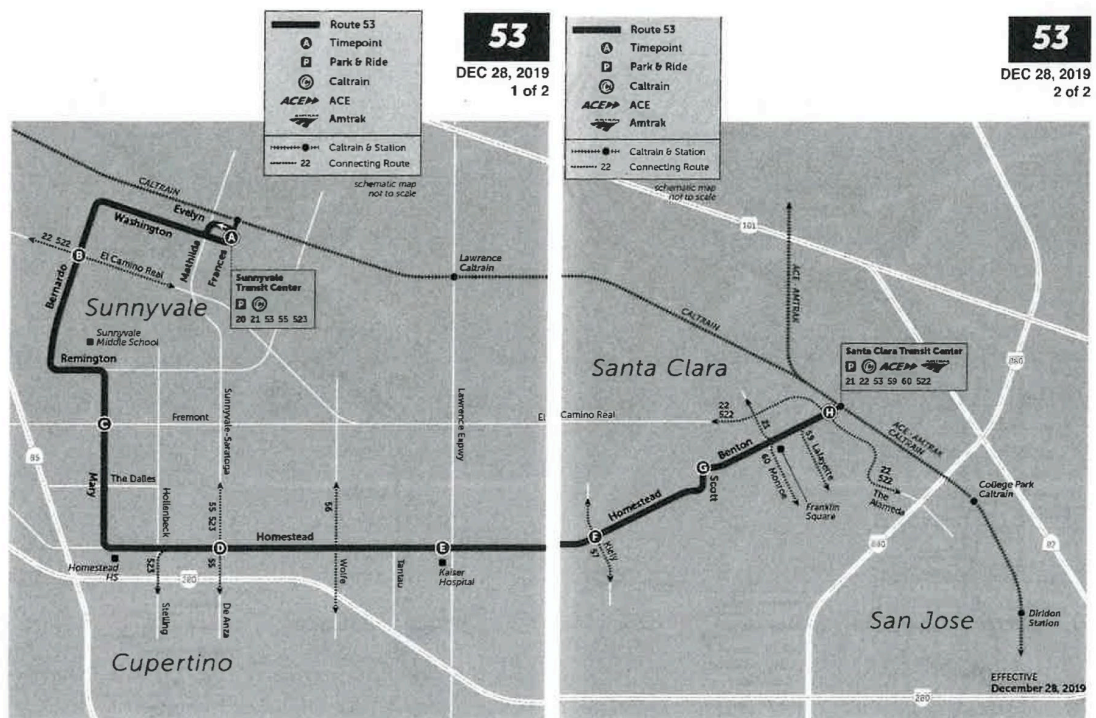 Route 53
A Timepoint
P Park & Ride
Caltrain
ACE ACE
Amtrak
Caltrain & Station
22 Connecting Route
schematic map
not to scale
53
DEC 28, 2019
1 of 2
CALTRAIN
Evelyn
Washington
A
Mathilda
Frances
22 522
B
El Camino Real
Bernardo
Sunnyvale
Transit Center
P
20 21 53 55 523
Lawrence
Caltrain
Sunnyvale
Sunnyvale
Middle School
Remington
C
Fremont
Sunnyvale-Saratoga
Lawrence Expwy
El
85
Mary
The Dalles
Hollenbeck
55 523
56
Homestead
D
E
Homestead
HS
523
55
280
Wolfe
Tantau
Kaiser
Hospital
Stelling
De Anza
Cupertino
Route 53
A Timepoint
P Park & Ride
Caltrain
ACE ACE
Amtrak
Caltrain & Station
22 Connecting Route
schematic map
not to scale
53
DEC 28, 2019
2 of 2
101
ACE · AMTRAK
CALTRAIN
880
Santa Clara Transit Center
P ACE
21 22 53 59 60 522
Santa Clara
Camino Real
22
522
H
21
Benton
59 Lafayette
ACE · AMTRAK
CALTRAIN
60 Monroe
G
Scott
22
522
The
Alameda
College Park
Caltrain
Homestead
Franklin
Square
F
Kiely
57
880
87
San Jose
Diridon
Station
EFFECTIVE
December 28, 2019
280